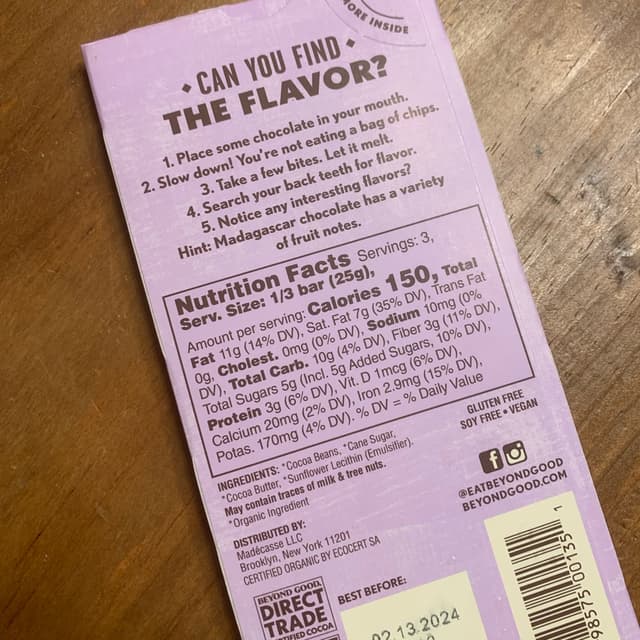 MORE INSIDE
CAN YOU FIND
THE FLAVOR?
1. Place some chocolate in your mouth.
2. Slow down! You're not eating a bag of chips.
3. Take a few bites. Let it melt.
4. Search your back teeth for flavor.
5. Notice any interesting flavors?
Hint: Madagascar chocolate has a variety
of fruit notes.
Nutrition Facts Servings: 3,
Serv. Size: 1/3 bar (25g),
Amount per serving: Calories 150, Total
Fat 11g (14% DV), Sat. Fat 7g (35% DV), Trans Fat
0g, Cholest. 0mg (0% DV), Sodium 10mg (0%
DV), Total Carb. 10g (4% DV), Fiber 3g (11% DV),
Total Sugars 5g (Incl. 5g Added Sugars, 10% DV),
Protein 3g (6% DV), Vit. D 1mcg (6% DV),
Calcium 20mg (2% DV), Iron 2.9mg (15% DV),
Potas. 170mg (4% DV). % DV = % Daily Value
GLUTEN FREE
SOY FREE • VEGAN
INGREDIENTS: *Cocoa Beans, *Cane Sugar,
*Cocoa Butter, *Sunflower Lecithin (Emulsifier).
May contain traces of milk & tree nuts.
*Organic Ingredient
@EATBEYONDGOOD
BEYONDGOOD.COM
DISTRIBUTED BY:
Madécasse LLC
Brooklyn, New York 11201
CERTIFIED ORGANIC BY ECOCERT SA
BEYOND GOOD
DIRECT
TRADE
CERTIFIED COCOA
BEST BEFORE:
02.13.2024
78575 00135 1